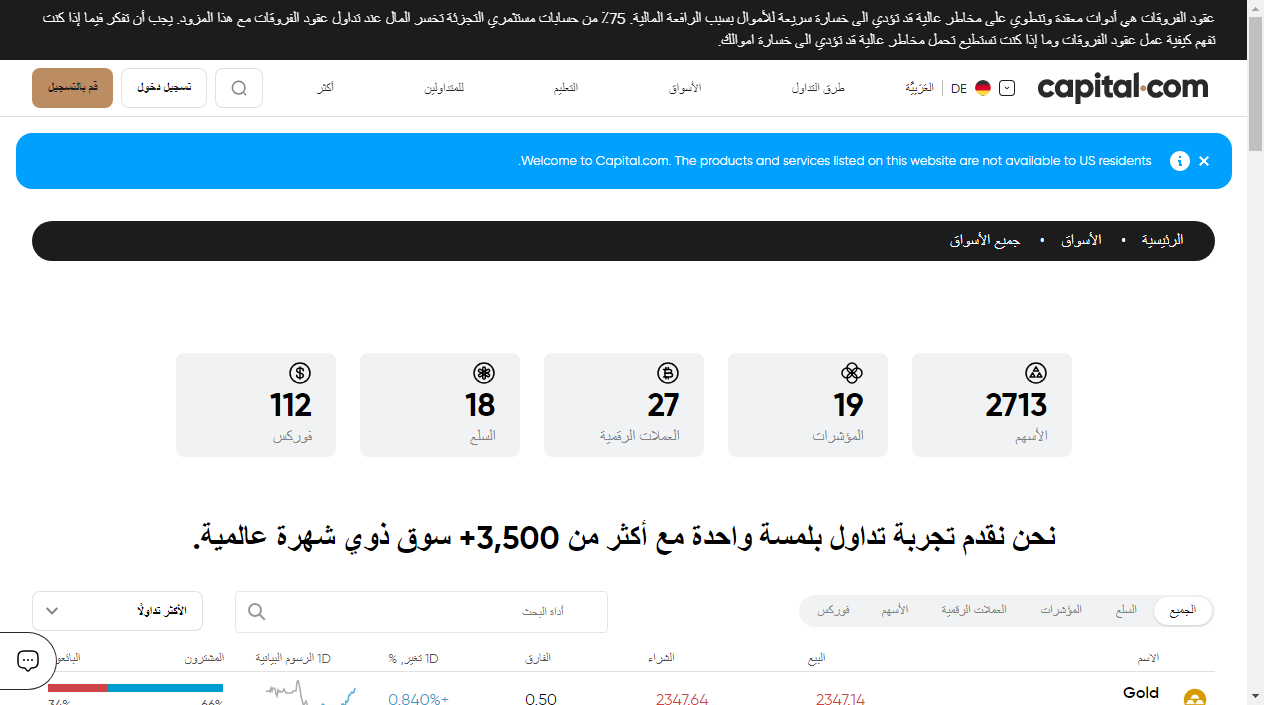 عقود الفروقات هي أدوات معقدة وتنطوي على مخاطر عالية قد تؤدي الى خسارة سريعة للأموال بسبب الرافعة المالية. 75٪ من حسابات مستثمري التجزئة تخسر المال عند تداول عقود الفروقات مع هذا المزود. يجب أن تفكر فيما إذا كنت
تفهم كيفية عمل عقود الفروقات وما إذا كنت تستطيع تحمل مخاطر عالية قد تؤدي الى خسارة اموالك.
capital.com
DE العَرَبِيَّة
طرق التداول
الأسواق
التعليم
للمتداولين
أكثر
تسجيل دخول
قم بالتسجيل
Welcome to Capital.com. The products and services listed on this website are not available to US residents.
الرئيسية • الأسواق • جميع الأسواق
2713
الأسهم
19
المؤشرات
27
العملات الرقمية
18
السلع
112
فوركس
نحن نقدم تجربة تداول بلمسة واحدة مع أكثر من 3,500+ سوق ذوي شهرة عالمية.
الجميع السلع المؤشرات العملات الرقمية الأسهم فوركس
أداة البحث
الأكثر تداولًا
الاسم البيع الشراء الفارق 1D تغير, % 1D الرسوم البيانية المشترون
Gold 2347.14 2347.64 0.50 0.840%+